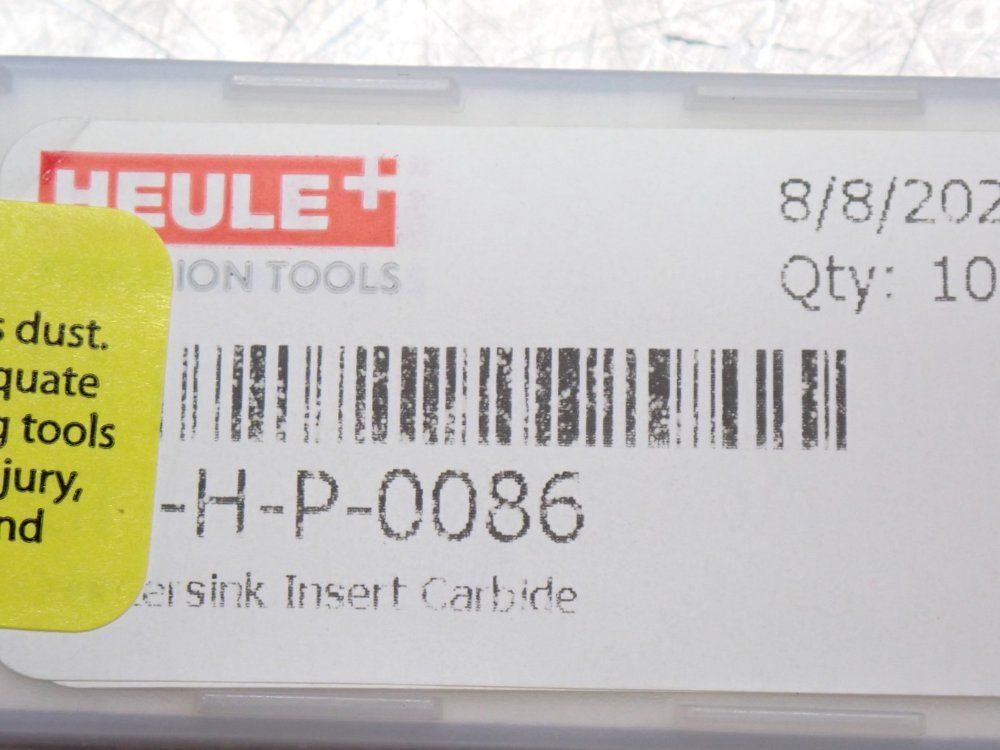 HEULE+
8/8/202
Qty: 10
ION TOOLS
s dust.
quate
g tools
jury,
nd
-H-P-0086
ersink Insert Carbide